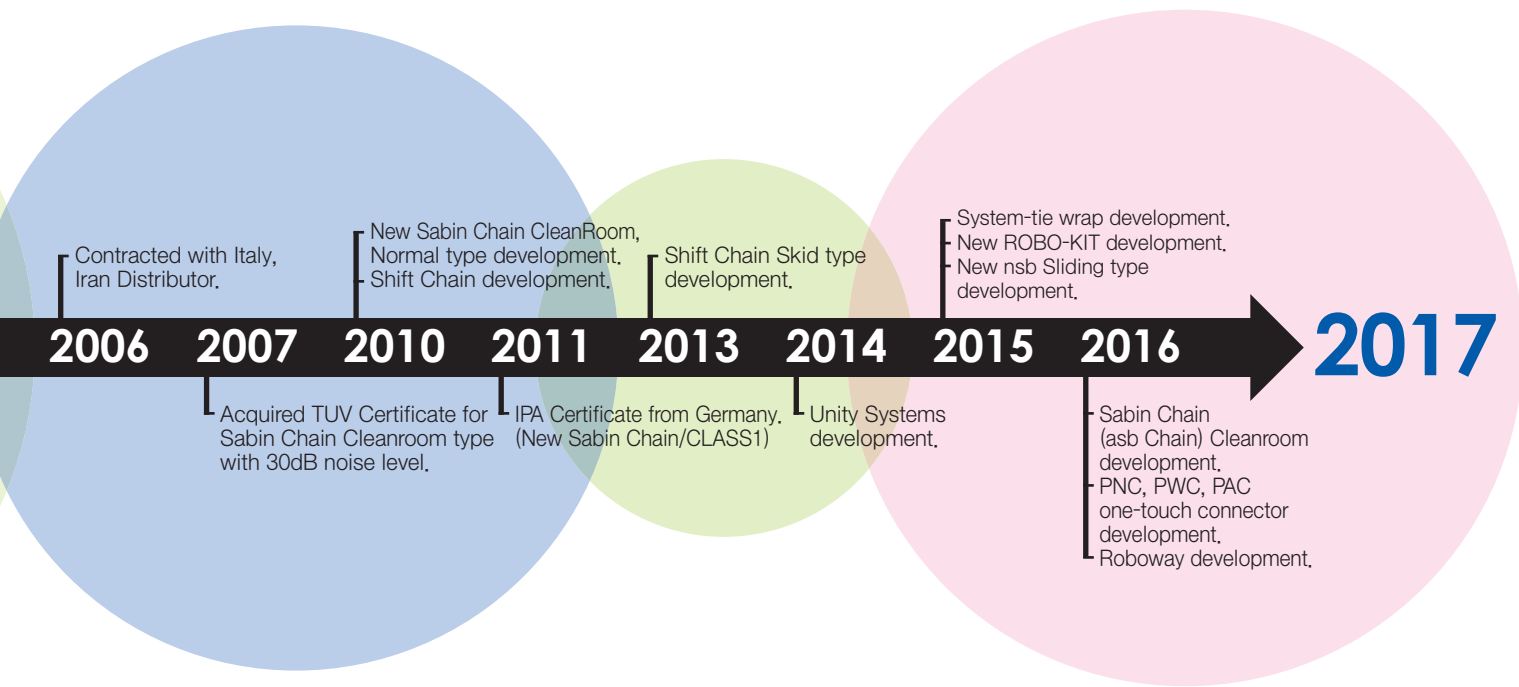 Contracted with Italy,
Iran Distributor.
New Sabin Chain CleanRoom,
Normal type development.
Shift Chain development.
Shift Chain Skid type
development.
System-tie wrap development.
New ROBO-KIT development.
New nsb Sliding type
development.
2006 2007 2010 2011 2013 2014 2015 2016 2017
Acquired TUV Certificate for
Sabin Chain Cleanroom type
with 30dB noise level.
IPA Certificate from Germany.
(New Sabin Chain/CLASS1)
Unity Systems
development.
Sabin Chain
(asb Chain) Cleanroom
development.
PNC, PWC, PAC
one-touch connector
development.
Roboway development.